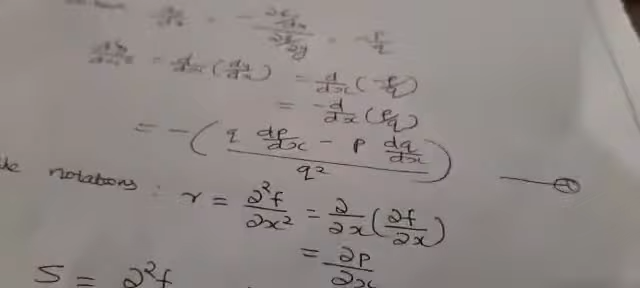 dy/dx = - ∂f/∂x / ∂f/∂y = -p/q
d²y/dx² = d/dx (dy/dx) = d/dx (-p/q)
= -d/dx (p/q)
= - ( (q dp/dx - p dq/dx) / q² )
notations : r = ∂²f/∂x² = ∂/∂x (∂f/∂x)
= ∂p/∂x
S = ∂²f